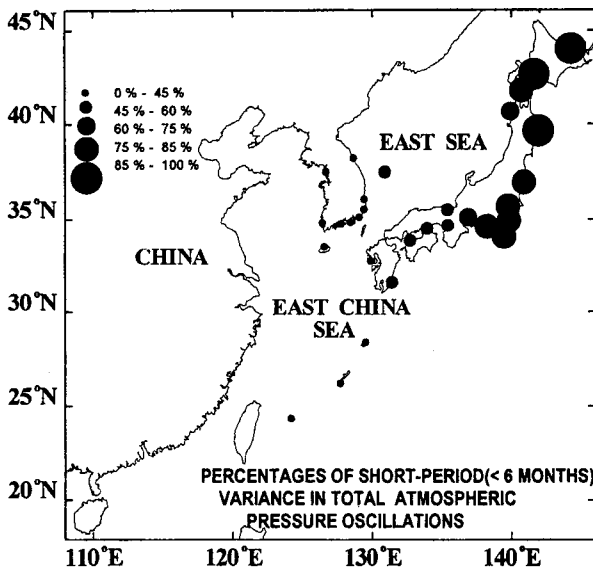 45°N
40°N
35°N
30°N
25°N
20°N
0 % - 45 %
45 % - 60 %
60 % - 75 %
75 % - 85 %
85 % - 100 %
EAST SEA
CHINA
EAST CHINA
SEA
PERCENTAGES OF SHORT-PERIOD(< 6 MONTHS)
VARIANCE IN TOTAL ATMOSPHERIC
PRESSURE OSCILLATIONS
110°E
120°E
130°E
140°E